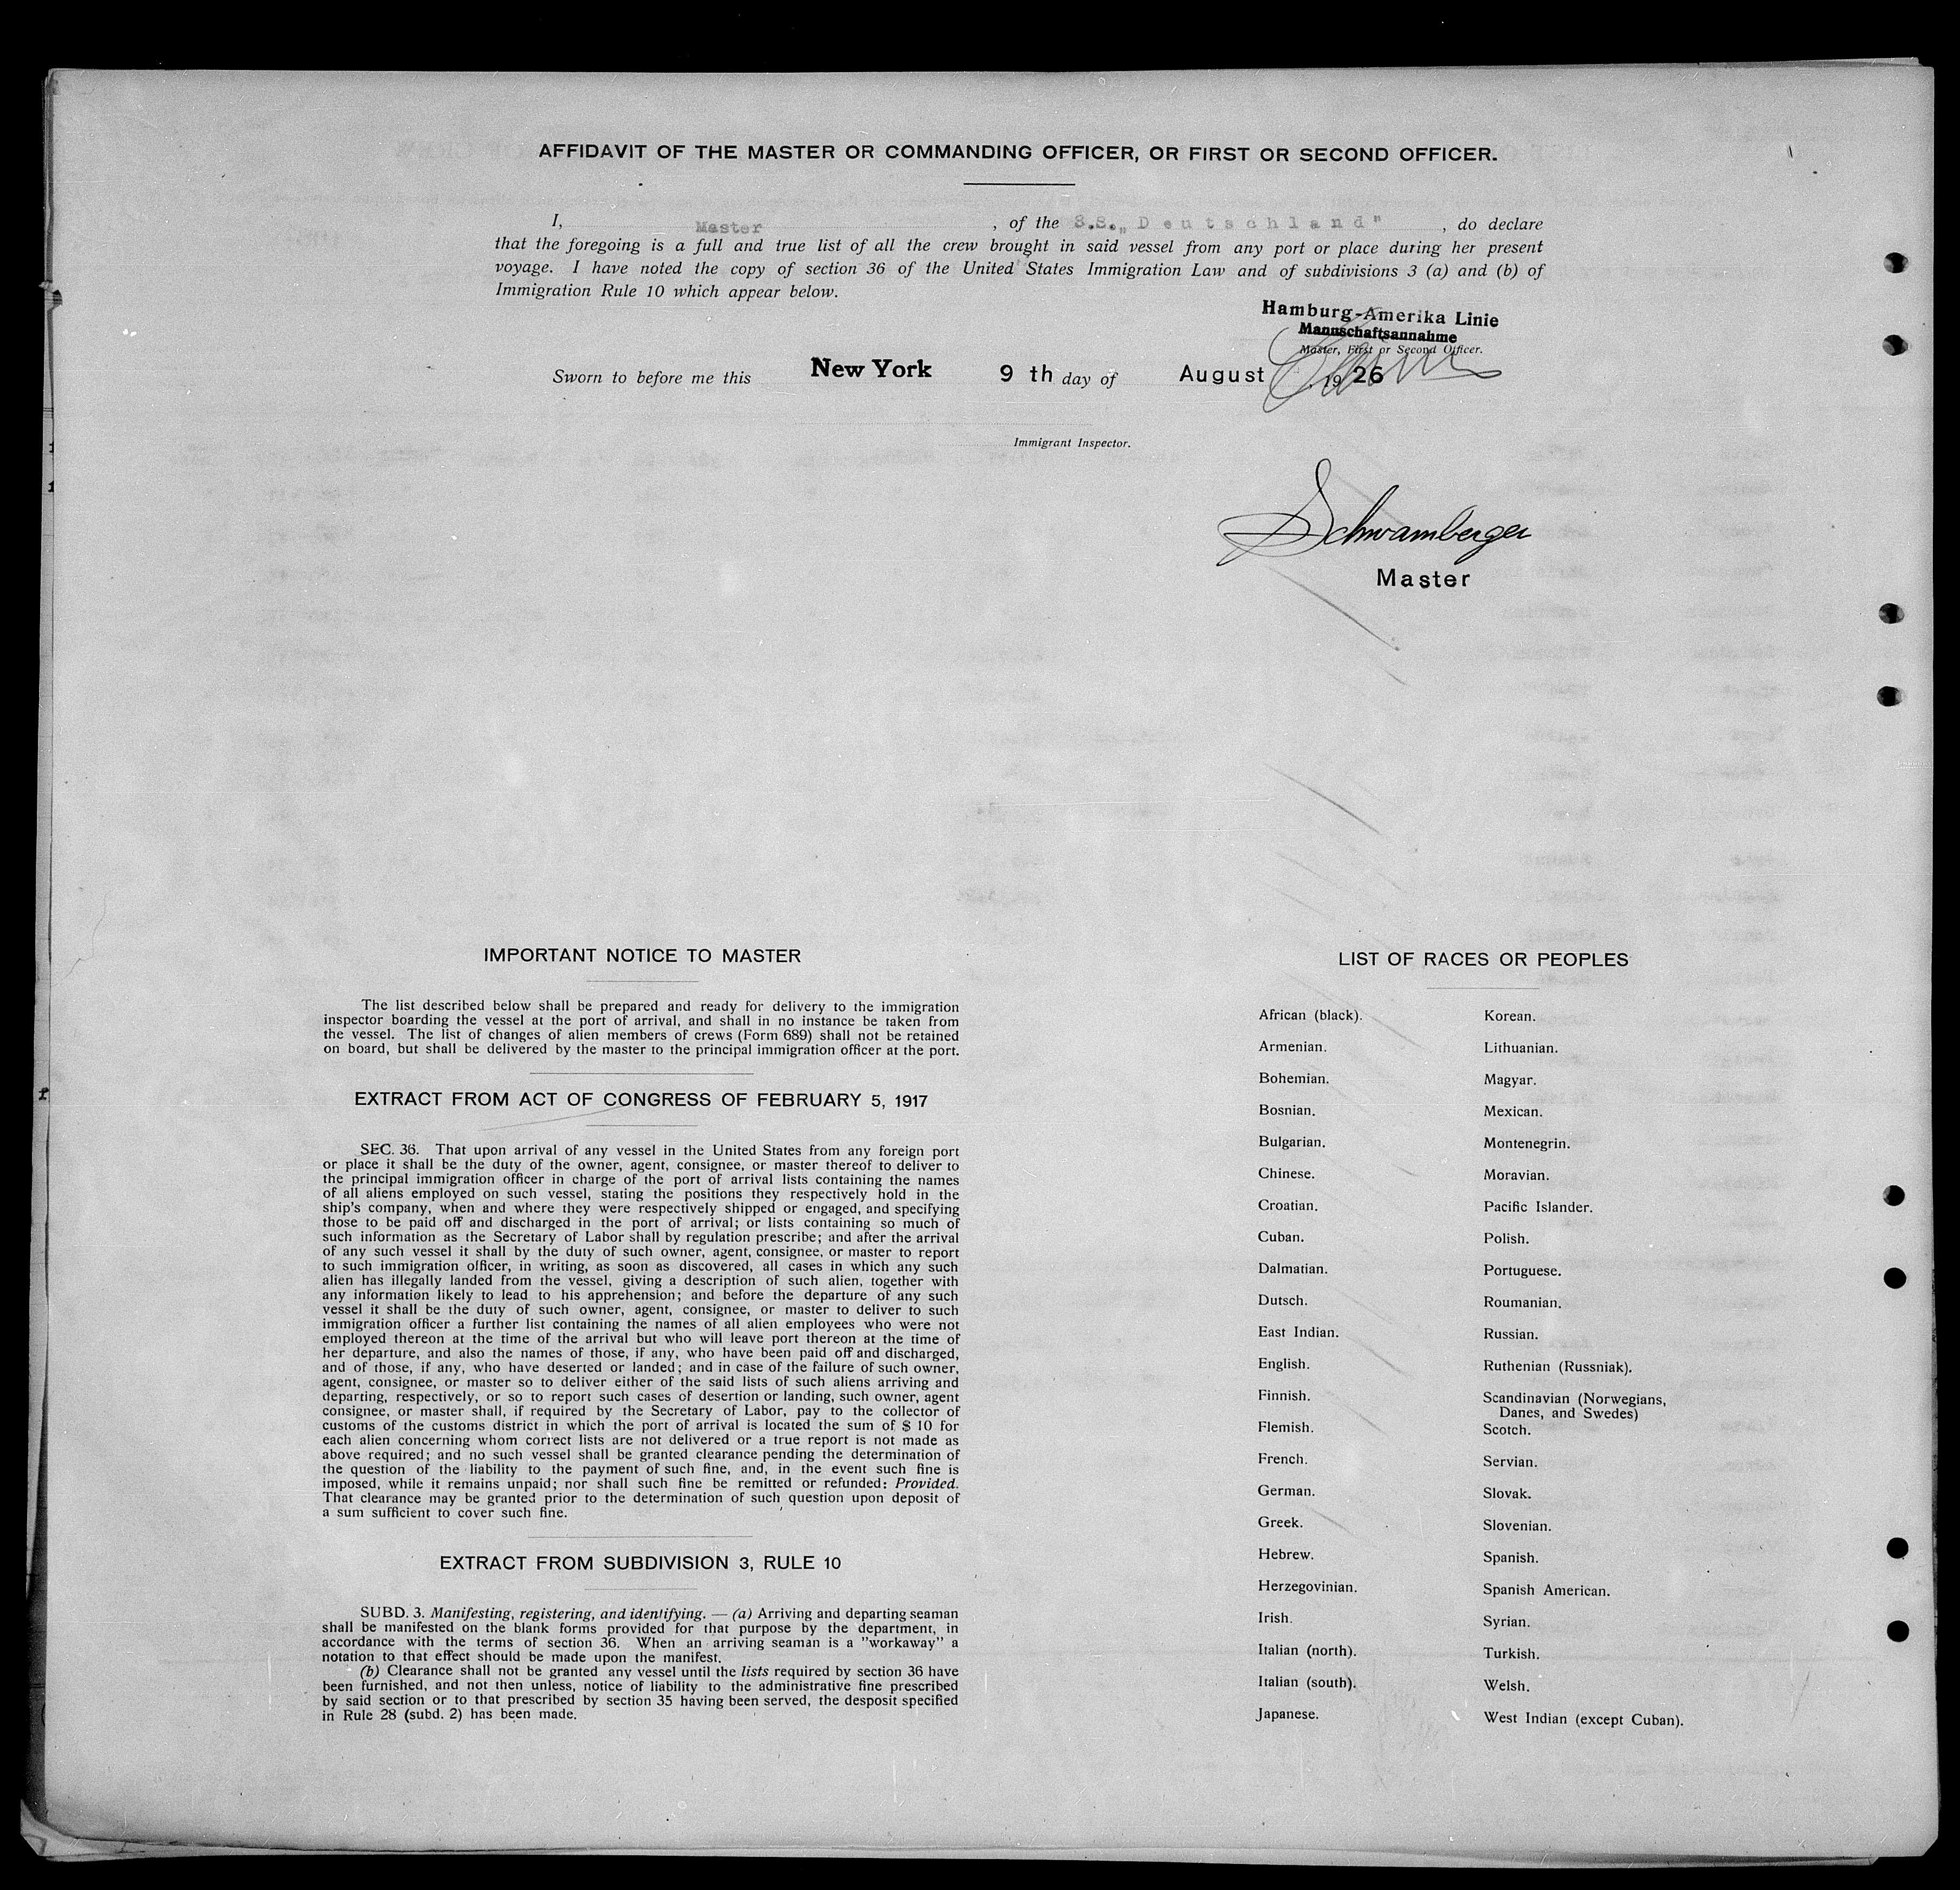 AFFIDAVIT OF THE MASTER OR COMMANDING OFFICER, OR FIRST OR SECOND OFFICER.
I, Master , of the S.S. „Deutschland" , do declare
that the foregoing is a full and true list of all the crew brought in said vessel from any port or place during her present
voyage. I have noted the copy of section 36 of the United States Immigration Law and of subdivisions 3 (a) and (b) of
Immigration Rule 10 which appear below.
Hamburg-Amerika Linie
Mannschaftsannahme
Master, First or Second Officer.
Sworn to before me this New York 9 th day of August , 1926
Immigrant Inspector.
Schwamberger
Master
IMPORTANT NOTICE TO MASTER
The list described below shall be prepared and ready for delivery to the immigration
inspector boarding the vessel at the port of arrival, and shall in no instance be taken from
the vessel. The list of changes of alien members of crews (Form 689) shall not be retained
on board, but shall be delivered by the master to the principal immigration officer at the port.
EXTRACT FROM ACT OF CONGRESS OF FEBRUARY 5, 1917
SEC. 36. That upon arrival of any vessel in the United States from any foreign port
or place it shall be the duty of the owner, agent, consignee, or master thereof to deliver to
the principal immigration officer in charge of the port of arrival lists containing the names
of all aliens employed on such vessel, stating the positions they respectively hold in the
ship's company, when and where they were respectively shipped or engaged, and specifying
those to be paid off and discharged in the port of arrival; or lists containing so much of
such information as the Secretary of Labor shall by regulation prescribe; and after the arrival
of any such vessel it shall by the duty of such owner, agent, consignee, or master to report
to such immigration officer, in writing, as soon as discovered, all cases in which any such
alien has illegally landed from the vessel, giving a description of such alien, together with
any information likely to lead to his apprehension; and before the departure of any such
vessel it shall be the duty of such owner, agent, consignee, or master to deliver to such
immigration officer a further list containing the names of all alien employees who were not
employed thereon at the time of the arrival but who will leave port thereon at the time of
her departure, and also the names of those, if any, who have been paid off and discharged,
and of those, if any, who have deserted or landed; and in case of the failure of such owner,
agent, consignee, or master so to deliver either of the said lists of such aliens arriving and
departing, respectively, or so to report such cases of desertion or landing, such owner, agent
consignee, or master shall, if required by the Secretary of Labor, pay to the collector of
customs of the customs district in which the port of arrival is located the sum of $ 10 for
each alien concerning whom correct lists are not delivered or a true report is not made as
above required; and no such vessel shall be granted clearance pending the determination of
the question of the liability to the payment of such fine, and, in the event such fine is
imposed, while it remains unpaid; nor shall such fine be remitted or refunded: Provided.
That clearance may be granted prior to the determination of such question upon deposit of
a sum sufficient to cover such fine.
EXTRACT FROM SUBDIVISION 3, RULE 10
SUBD. 3. Manifesting, registering, and identifying. — (a) Arriving and departing seaman
shall be manifested on the blank forms provided for that purpose by the department, in
accordance with the terms of section 36. When an arriving seaman is a "workaway" a
notation to that effect should be made upon the manifest.
(b) Clearance shall not be granted any vessel until the lists required by section 36 have
been furnished, and not then unless, notice of liability to the administrative fine prescribed
by said section or to that prescribed by section 35 having been served, the desposit specified
in Rule 28 (subd. 2) has been made.
LIST OF RACES OR PEOPLES
African (black).
Armenian.
Bohemian.
Bosnian.
Bulgarian.
Chinese.
Croatian.
Cuban.
Dalmatian.
Dutsch.
East Indian.
English.
Finnish.
Flemish.
French.
German.
Greek.
Hebrew.
Herzegovinian.
Irish.
Italian (north).
Italian (south).
Japanese.
Korean.
Lithuanian.
Magyar.
Mexican.
Montenegrin.
Moravian.
Pacific Islander.
Polish.
Portuguese.
Roumanian.
Russian.
Ruthenian (Russniak).
Scandinavian (Norwegians,
Danes, and Swedes)
Scotch.
Servian.
Slovak.
Slovenian.
Spanish.
Spanish American.
Syrian.
Turkish.
Welsh.
West Indian (except Cuban).